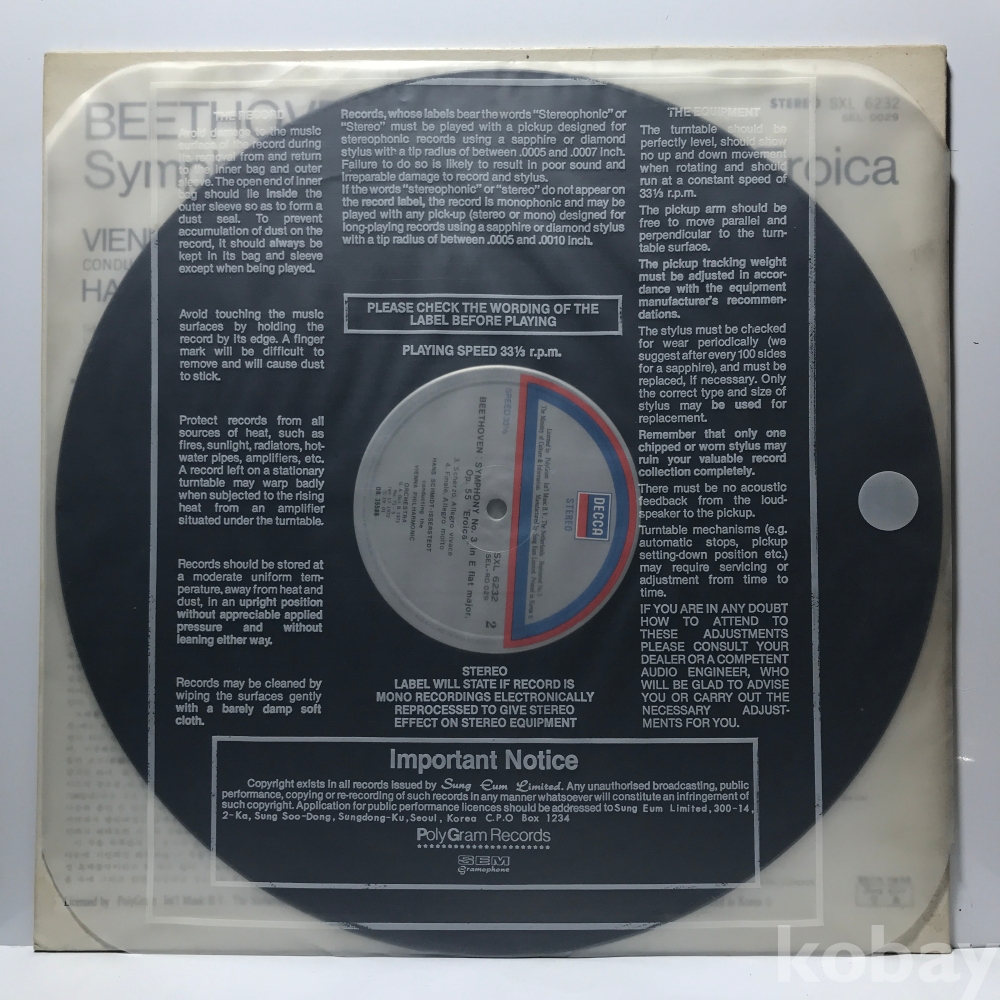 BEETHOVEN
Symphony
Eroica
STEREO SXL 6232
SEL 0029
VIEN
CONDU
HA
THE RECORD
Avoid damage to the music
surface of the record during
its removal from and return
to the inner bag and outer
sleeve. The open end of inner
bag should lie inside the
outer sleeve so as to form a
dust seal. To prevent
accumulation of dust on the
record, it should always be
kept in its bag and sleeve
except when being played.
Avoid touching the music
surfaces by holding the
record by its edge. A finger
mark will be difficult to
remove and will cause dust
to stick.
Protect records from all
sources of heat, such as
fires, sunlight, radiators, hot-
water pipes, amplifiers, etc.
A record left on a stationary
turntable may warp badly
when subjected to the rising
heat from an amplifier
situated under the turntable.
Records should be stored at
a moderate uniform tem-
perature, away from heat and
dust, in an upright position
without appreciable applied
pressure and without
leaning either way.
Records may be cleaned by
wiping the surfaces gently
with a barely damp soft
cloth.
Records, whose labels bear the words "Stereophonic" or
"Stereo" must be played with a pickup designed for
stereophonic records using a sapphire or diamond
stylus with a tip radius of between .0005 and .0007 inch.
Failure to do so is likely to result in poor sound and
irreparable damage to record and stylus.
If the words "stereophonic" or "stereo" do not appear on
the record label, the record is monophonic and may be
played with any pick-up (stereo or mono) designed for
long-playing records using a sapphire or diamond stylus
with a tip radius of between .0005 and .0010 inch.
PLEASE CHECK THE WORDING OF THE
LABEL BEFORE PLAYING
PLAYING SPEED 33⅓ r.p.m.
DECCA
STEREO
SXL 6232
SEL-RO 029
2
BEETHOVEN: SYMPHONY No. 3 in E flat major,
Op. 55 "Eroica"
3. Scherzo, Allegro vivace
4. Finale, Allegro molto
HANS SCHMIDT-ISSERSTEDT
conducting the
VIENNA PHILHARMONIC
ORCHESTRA
STEREO
LABEL WILL STATE IF RECORD IS
MONO RECORDINGS ELECTRONICALLY
REPROCESSED TO GIVE STEREO
EFFECT ON STEREO EQUIPMENT
THE EQUIPMENT
The turntable should be
perfectly level, should show
no up and down movement
when rotating and should
run at a constant speed of
33⅓ r.p.m.
The pickup arm should be
free to move parallel and
perpendicular to the turn-
table surface.
The pickup tracking weight
must be adjusted in accor-
dance with the equipment
manufacturer's recommen-
dations.
The stylus must be checked
for wear periodically (we
suggest after every 100 sides
for a sapphire), and must be
replaced, if necessary. Only
the correct type and size of
stylus may be used for
replacement.
Remember that only one
chipped or worn stylus may
ruin your valuable record
collection completely.
There must be no acoustic
feedback from the loud-
speaker to the pickup.
Turntable mechanisms (e.g.
automatic stops, pickup
setting-down position etc.)
may require servicing or
adjustment from time to
time.
IF YOU ARE IN ANY DOUBT
HOW TO ATTEND TO
THESE ADJUSTMENTS
PLEASE CONSULT YOUR
DEALER OR A COMPETENT
AUDIO ENGINEER, WHO
WILL BE GLAD TO ADVISE
YOU OR CARRY OUT THE
NECESSARY ADJUST-
MENTS FOR YOU.
Important Notice
Copyright exists in all records issued by Sung Eum Limited. Any unauthorised broadcasting, public
performance, copying or re-recording of such records in any manner whatsoever will constitute an infringement of
such copyright. Application for public performance licences should be addressed to Sung Eum Limited, 300-14,
2-Ka, Sung Soo-Dong, Sungdong-Ku, Seoul, Korea C.P.O Box 1234
PolyGram Records
SEM
Gramophone
kobay